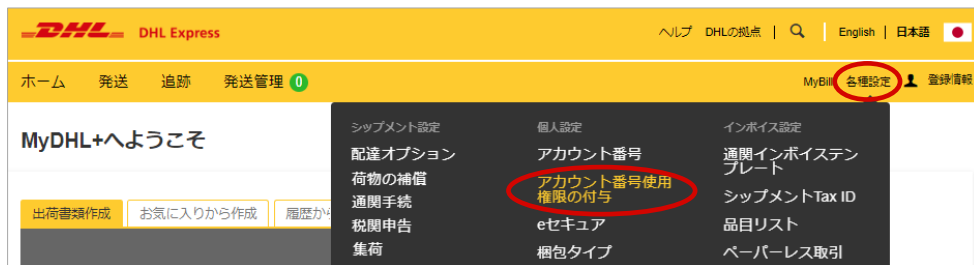 DHL DHL Express ヘルプ DHLの拠点 | English | 日本語
ホーム 発送 追跡 発送管理 0 MyBill 各種設定 登録情報
MyDHL+へようこそ
シップメント設定 個人設定 インボイス設定
配達オプション アカウント番号 通関インボイステン
プレート
荷物の補償 アカウント番号使用
権限の付与
通関手続 シップメントTax ID
出荷書類作成 お気に入りから作成 履歴から
税関申告 eセキュア 品目リスト
集荷 梱包タイプ ペーパーレス取引